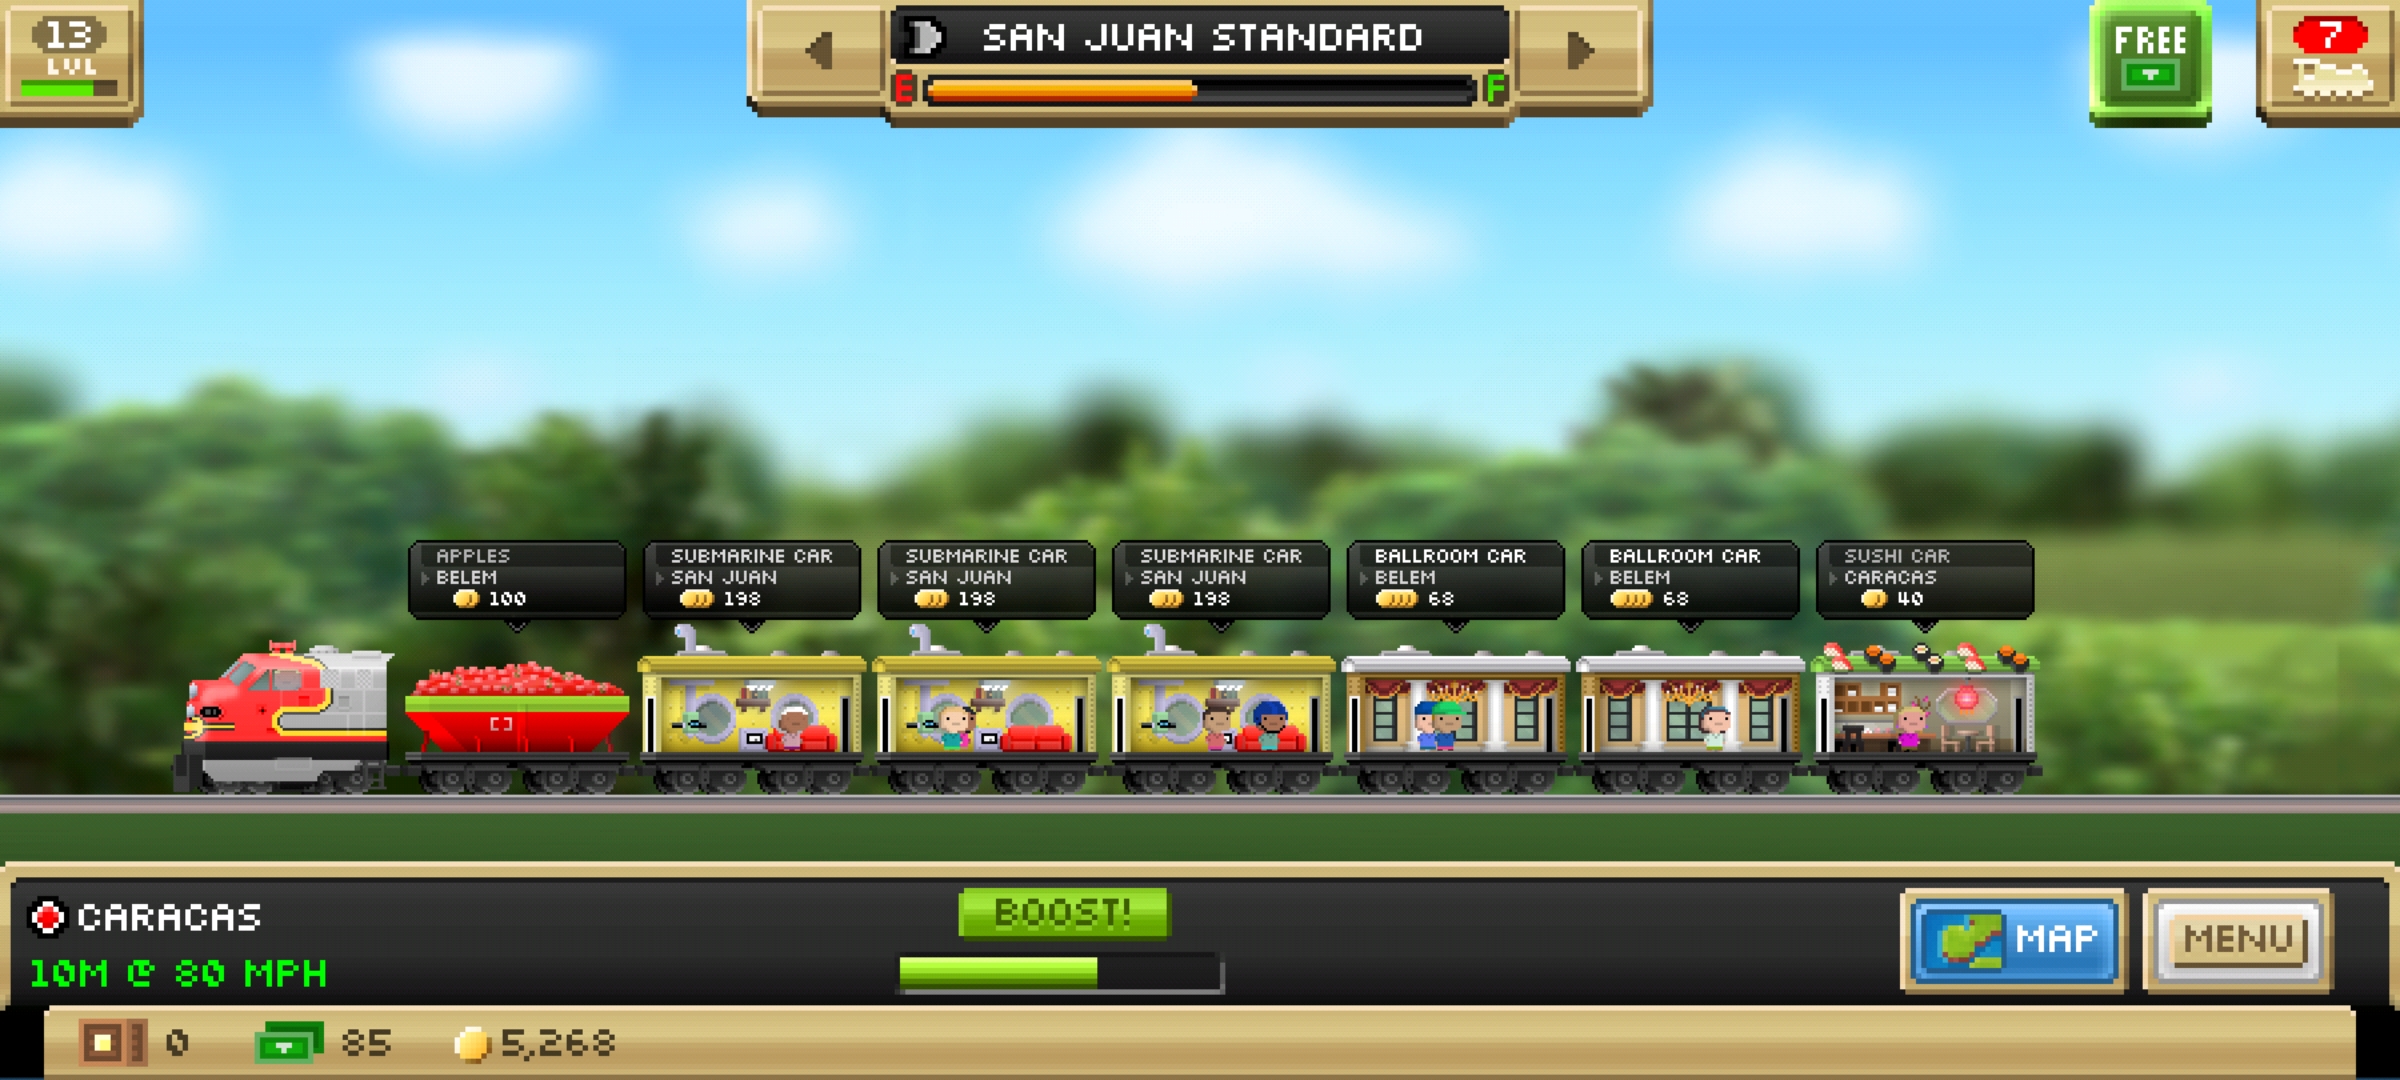 13
LVL
SAN JUAN STANDARD
E F
FREE
7
APPLES
BELEM
100
SUBMARINE CAR
SAN JUAN
198
SUBMARINE CAR
SAN JUAN
198
SUBMARINE CAR
SAN JUAN
198
BALLROOM CAR
BELEM
68
BALLROOM CAR
BELEM
68
SUSHI CAR
CARACAS
40
CARACAS
10M @ 80 MPH
BOOST!
MAP
MENU
0 85 5,268